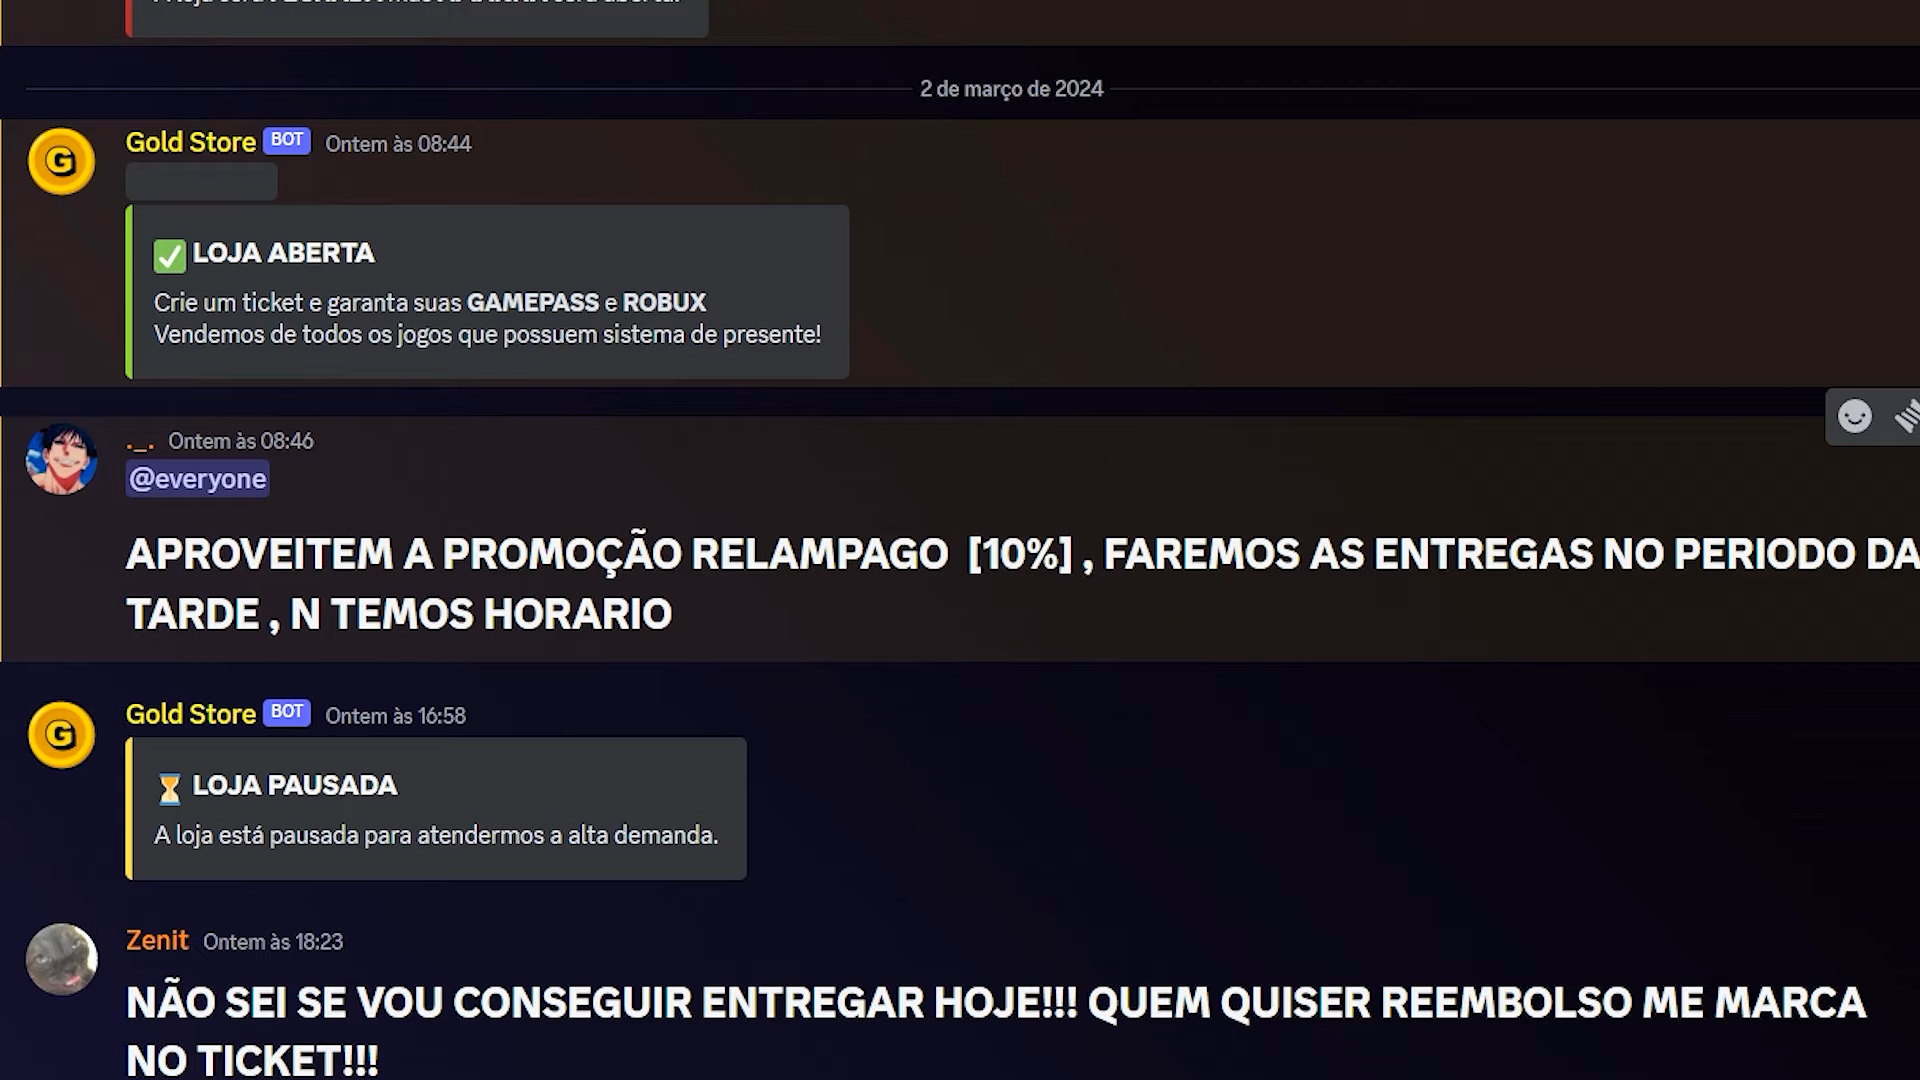 2 de março de 2024
Gold Store BOT Ontem às 08:44
LOJA ABERTA
Crie um ticket e garanta suas GAMEPASS e ROBUX
Vendemos de todos os jogos que possuem sistema de presente!
._. Ontem às 08:46
@everyone
APROVEITEM A PROMOÇÃO RELAMPAGO [10%] , FAREMOS AS ENTREGAS NO PERIODO DA
TARDE , N TEMOS HORARIO
Gold Store BOT Ontem às 16:58
LOJA PAUSADA
A loja está pausada para atendermos a alta demanda.
Zenit Ontem às 18:23
NÃO SEI SE VOU CONSEGUIR ENTREGAR HOJE!!! QUEM QUISER REEMBOLSO ME MARCA
NO TICKET!!!